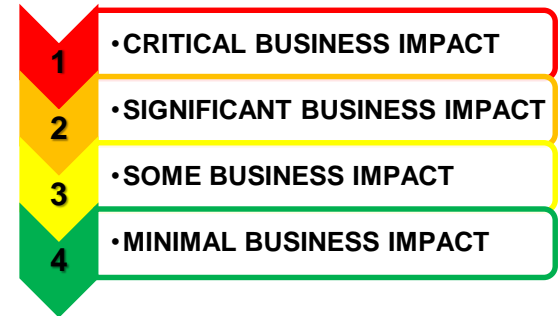 1
•CRITICAL BUSINESS IMPACT
2
•SIGNIFICANT BUSINESS IMPACT
3
•SOME BUSINESS IMPACT
4
•MINIMAL BUSINESS IMPACT